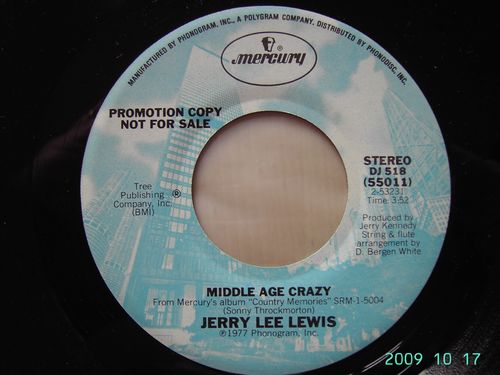 MANUFACTURED BY PHONOGRAM, INC., A POLYGRAM COMPANY, DISTRIBUTED BY PHONODISC, INC.
®
mercury
PROMOTION COPY
NOT FOR SALE
STEREO
DJ 518
(55011)
2-53231
Time: 3:52
Tree
Publishing
Company, Inc.
(BMI)
®
Produced by
Jerry Kennedy
String & flute
arrangement by
D. Bergen White
MIDDLE AGE CRAZY
From Mercury's album "Country Memories" SRM-1-5004
(Sonny Throckmorton)
JERRY LEE LEWIS
℗1977 Phonogram, Inc.
2009 10 17